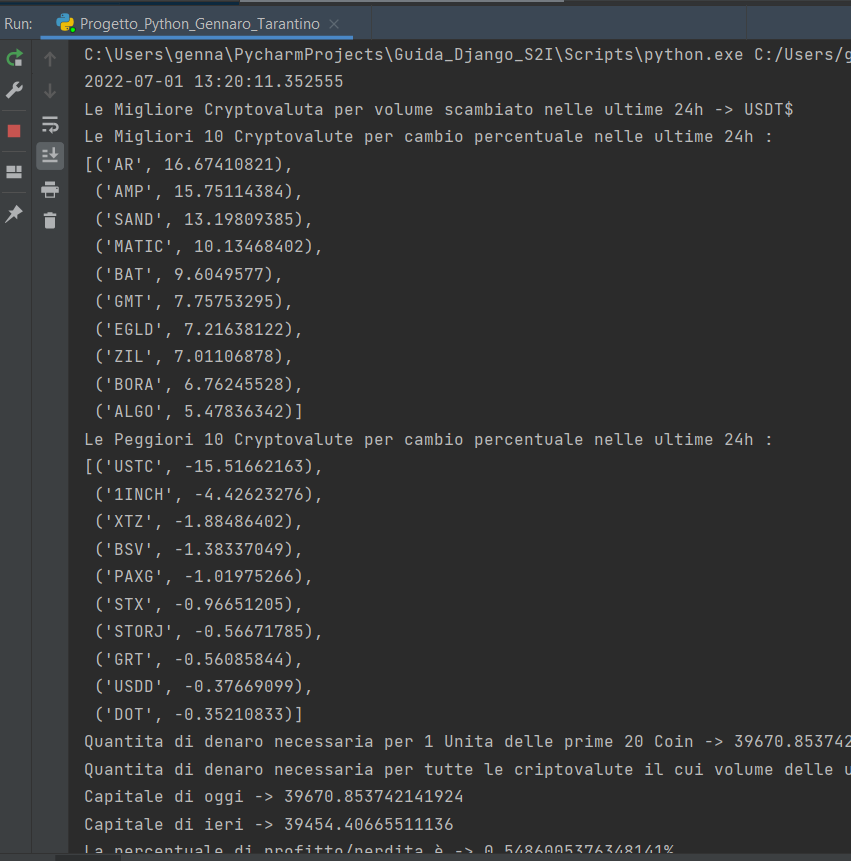 Run: Progetto_Python_Gennaro_Tarantino
C:\Users\genna\PycharmProjects\Guida_Django_S2I\Scripts\python.exe C:/Users/g
2022-07-01 13:20:11.352555
Le Migliore Cryptovaluta per volume scambiato nelle ultime 24h -> USDT$
Le Migliori 10 Cryptovalute per cambio percentuale nelle ultime 24h :
[('AR', 16.67410821),
('AMP', 15.75114384),
('SAND', 13.19809385),
('MATIC', 10.13468402),
('BAT', 9.6049577),
('GMT', 7.75753295),
('EGLD', 7.21638122),
('ZIL', 7.01106878),
('BORA', 6.76245528),
('ALGO', 5.47836342)]
Le Peggiori 10 Cryptovalute per cambio percentuale nelle ultime 24h :
[('USTC', -15.51662163),
('1INCH', -4.42623276),
('XTZ', -1.88486402),
('BSV', -1.38337049),
('PAXG', -1.01975266),
('STX', -0.96651205),
('STORJ', -0.56671785),
('GRT', -0.56085844),
('USDD', -0.37669099),
('DOT', -0.35210833)]
Quantita di denaro necessaria per 1 Unita delle prime 20 Coin -> 39670.853742
Quantita di denaro necessaria per tutte le criptovalute il cui volume delle u
Capitale di oggi -> 39670.853742141924
Capitale di ieri -> 39454.40665511136
La percentuale di profitto/perdita è -> 0.5486005376348141%